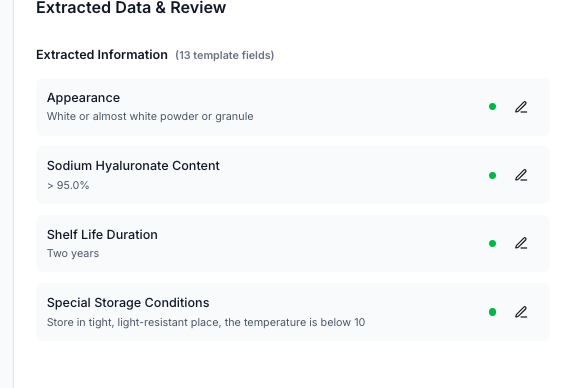 Extracted Data & Review
Extracted Information (13 template fields)
Appearance
White or almost white powder or granule
Sodium Hyaluronate Content
> 95.0%
Shelf Life Duration
Two years
Special Storage Conditions
Store in tight, light-resistant place, the temperature is below 10